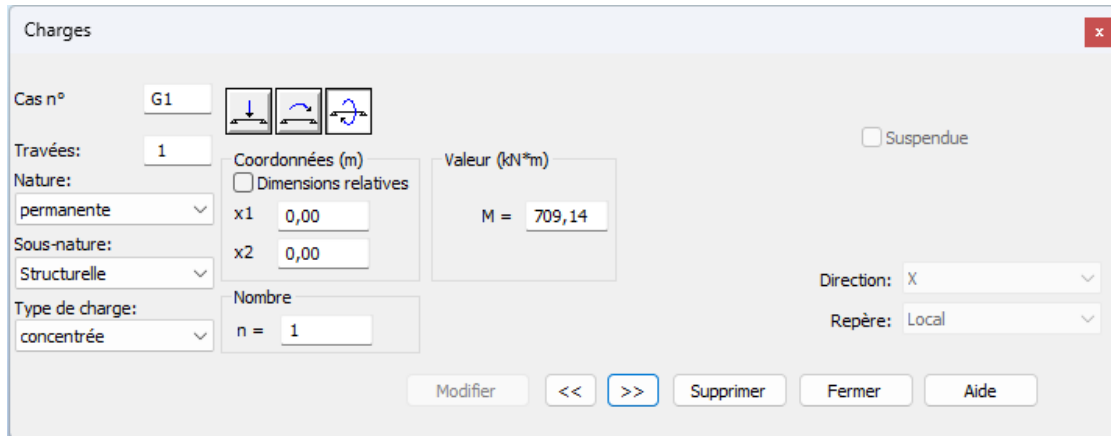 Charges
x
Cas n°
G1
Suspendue
Travées:
1
Coordonnées (m)
Valeur (kN*m)
Nature:
Dimensions relatives
permanente
x1
0,00
M =
709,14
Sous-nature:
x2
0,00
Structurelle
Direction:
X
Type de charge:
Nombre
concentrée
n =
1
Repère:
Local
Modifier
<<
>>
Supprimer
Fermer
Aide